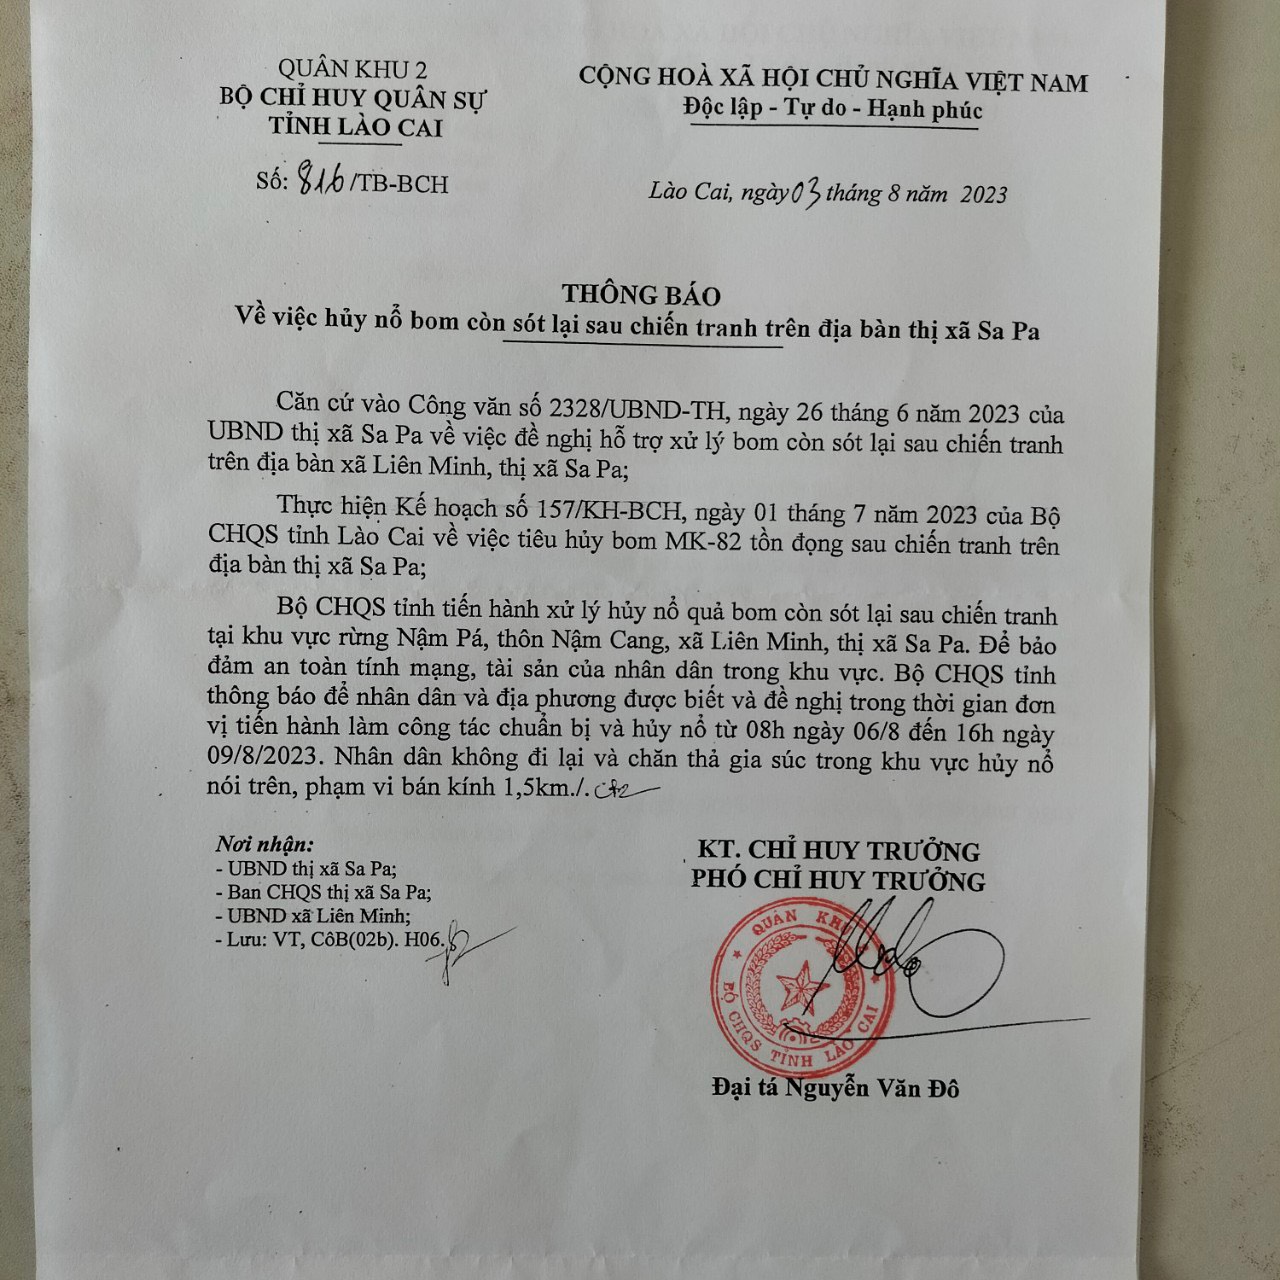 QUÂN KHU 2
BỘ CHỈ HUY QUÂN SỰ
TỈNH LÀO CAI
Số: 816/TB-BCH
CỘNG HOÀ XÃ HỘI CHỦ NGHĨA VIỆT NAM
Độc lập - Tự do - Hạnh phúc
Lào Cai, ngày 03 tháng 8 năm 2023
THÔNG BÁO
Về việc hủy nổ bom còn sót lại sau chiến tranh trên địa bàn thị xã Sa Pa
Căn cứ vào Công văn số 2328/UBND-TH, ngày 26 tháng 6 năm 2023 của
UBND thị xã Sa Pa về việc đề nghị hỗ trợ xử lý bom còn sót lại sau chiến tranh
trên địa bàn xã Liên Minh, thị xã Sa Pa;
Thực hiện Kế hoạch số 157/KH-BCH, ngày 01 tháng 7 năm 2023 của Bộ
CHQS tỉnh Lào Cai về việc tiêu hủy bom MK-82 tồn đọng sau chiến tranh trên
địa bàn thị xã Sa Pa;
Bộ CHQS tỉnh tiến hành xử lý hủy nổ quả bom còn sót lại sau chiến tranh
tại khu vực rừng Nậm Pá, thôn Nậm Cang, xã Liên Minh, thị xã Sa Pa. Để bảo
đảm an toàn tính mạng, tài sản của nhân dân trong khu vực. Bộ CHQS tỉnh
thông báo để nhân dân và địa phương được biết và đề nghị trong thời gian đơn
vị tiến hành làm công tác chuẩn bị và hủy nổ từ 08h ngày 06/8 đến 16h ngày
09/8/2023. Nhân dân không đi lại và chăn thả gia súc trong khu vực hủy nổ
nói trên, phạm vi bán kính 1,5km./.
Nơi nhận:
- UBND thị xã Sa Pa;
- Ban CHQS thị xã Sa Pa;
- UBND xã Liên Minh;
- Lưu: VT, CôB(02b). H06.
KT. CHỈ HUY TRƯỞNG
PHÓ CHỈ HUY TRƯỞNG
QUÂN KHU
BỘ CHQS TỈNH LÀO CAI
Đại tá Nguyễn Văn Đô